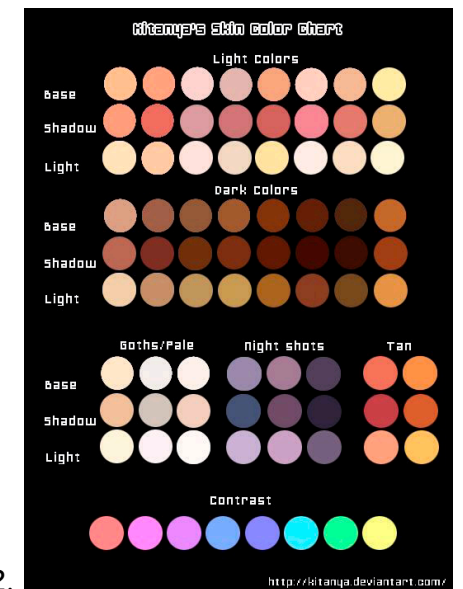 Kitanya's Skin Color Chart
Light Colors
Base
Shadow
Light
Dark Colors
Base
Shadow
Light
Goths/Pale Night shots Tan
Base
Shadow
Light
Contrast
2.
http://kitanya.deviantart.com/